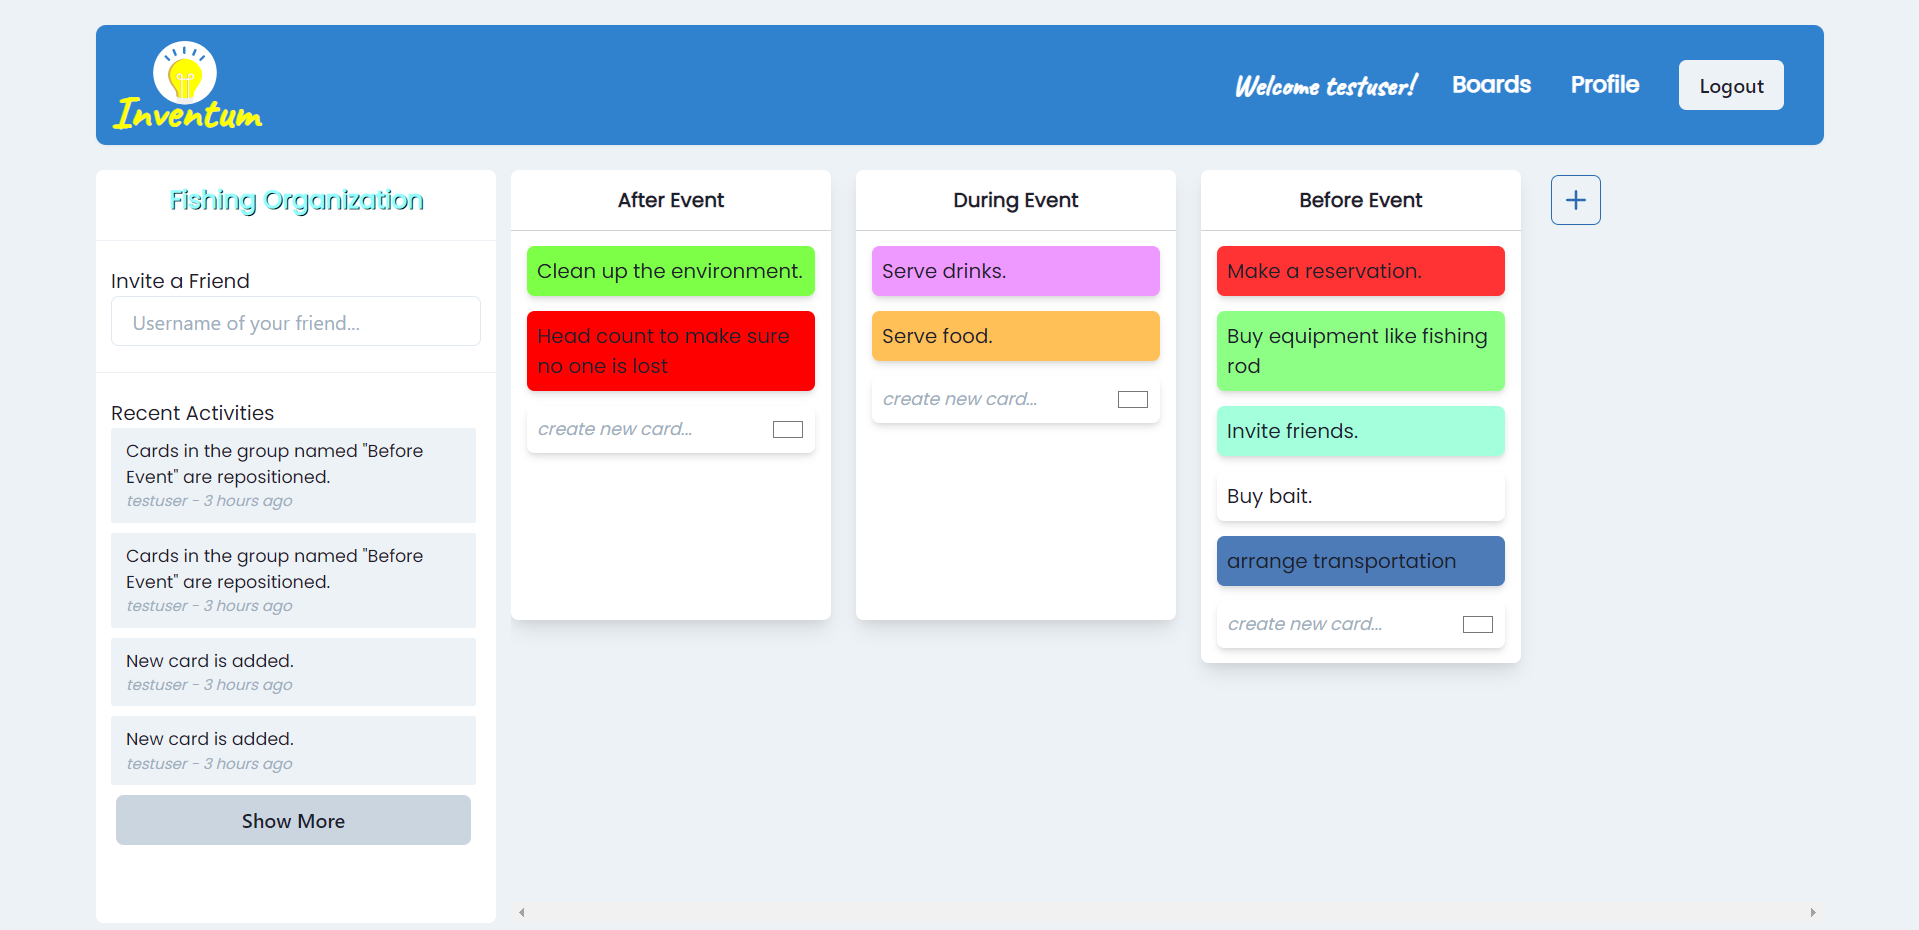 Inventum
Welcome testuser!
Boards
Profile
Logout
Fishing Organization
Invite a Friend
Username of your friend...
Recent Activities
Cards in the group named "Before
Event" are repositioned.
testuser - 3 hours ago
Cards in the group named "Before
Event" are repositioned.
testuser - 3 hours ago
New card is added.
testuser - 3 hours ago
New card is added.
testuser - 3 hours ago
Show More
After Event
Clean up the environment.
Head count to make sure
no one is lost
create new card...
During Event
Serve drinks.
Serve food.
create new card...
Before Event
Make a reservation.
Buy equipment like fishing
rod
Invite friends.
Buy bait.
arrange transportation
create new card...